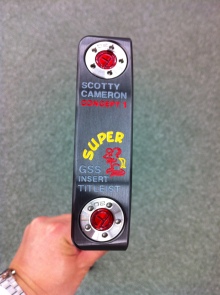 SCOTTY
CAMERON
CONCEPT 1
SUPER
GSS
INSERT
TITLEIST